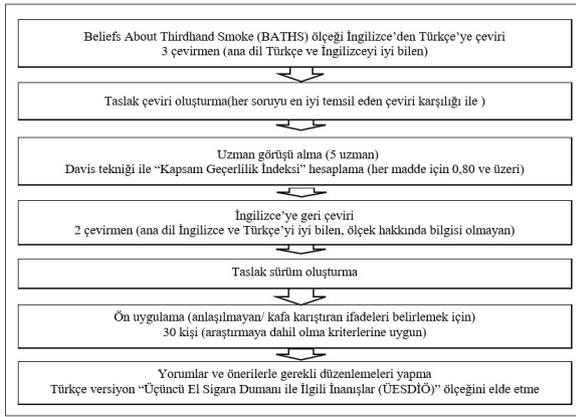 Beliefs About Thirdhand Smoke (BATHS) ölçeği İngilizce'den Türkçe'ye çeviri
3 çevirmen (ana dil Türkçe ve İngilizceyi iyi bilen)
Taslak çeviri oluşturma(her soruyu en iyi temsil eden çeviri karşılığı ile )
Uzman görüşü alma (5 uzman)
Davis tekniği ile “Kapsam Geçerlilik İndeksi” hesaplama (her madde için 0,80 ve üzeri)
İngilizce'ye geri çeviri
2 çevirmen (ana dil İngilizce ve Türkçe'yi iyi bilen, ölçek hakkında bilgisi olmayan)
Taslak sürüm oluşturma
Ön uygulama (anlaşılmayan/ kafa karıştıran ifadeleri belirlemek için)
30 kişi (araştırmaya dahil olma kriterlerine uygun)
Yorumlar ve önerilerle gerekli düzenlemeleri yapma
Türkçe versiyon “Üçüncü El Sigara Dumanı ile İlgili İnanışlar (ÜESDİÖ)” ölçeğini elde etme